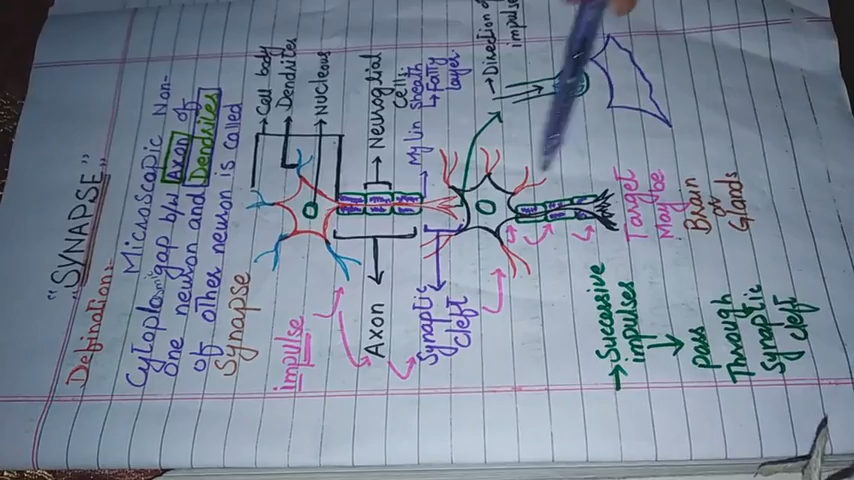 "SYNAPSE"
Defination:-
Microscopic Non-
Cytoplasmic gap b/w Axon of
one neuron and Dendrites
of other neuron is called
Synapse
→ Cell body
→ Dendrites
→ Nucleous
→ Neuroglial
cells
→ Mylin Sheath
↳ Fatty
layer
→ Direction of
impulse
impulse
Axon
Synaptic
Cleft
Target
May be
Brain
or
Glands
→ Successive
impulses
↓
pass
Through
Synaptic
cleft